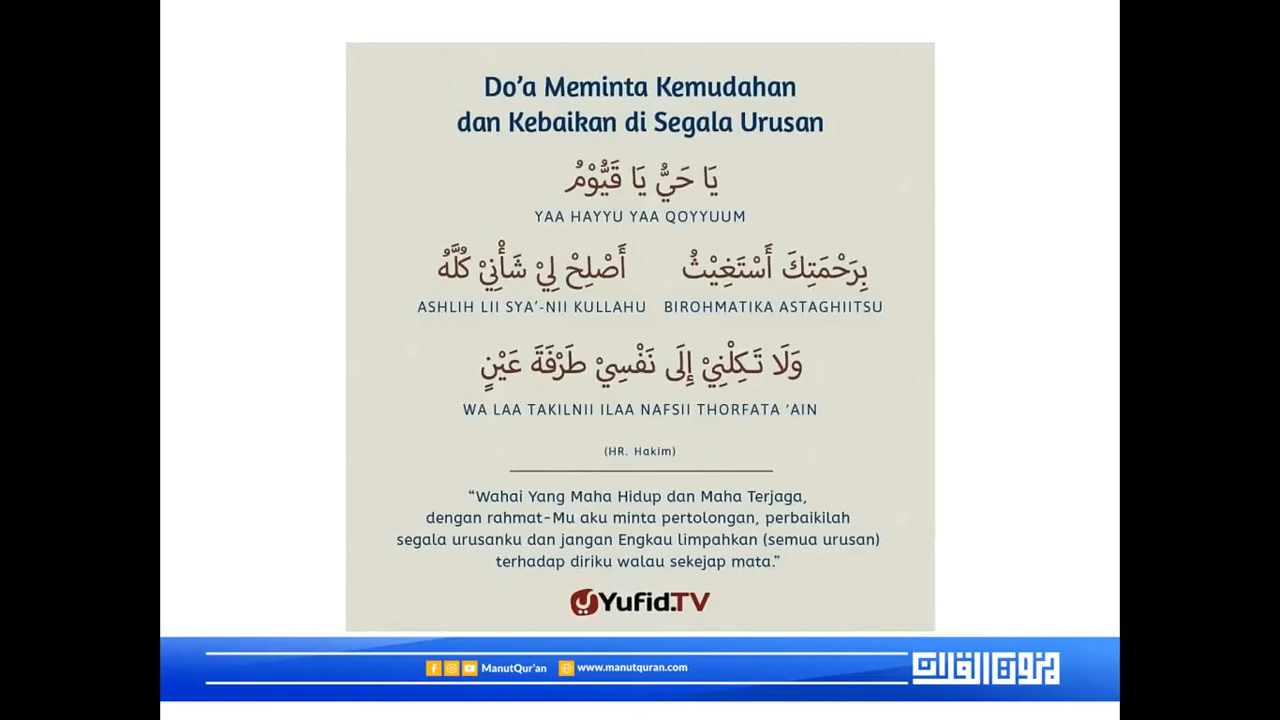 Do’a Meminta Kemudahan
dan Kebaikan di Segala Urusan
يَا حَيُّ يَا قَيُّوْمُ
YAA HAYYU YAA QOYYUUM
بِرَحْمَتِكَ أَسْتَغِيْثُ أَصْلِحْ لِيْ شَأْنِيْ كُلَّهُ
ASHLIH LII SYA’-NII KULLAHU BIROHMATIKA ASTAGHIITSU
وَلَا تَكِلْنِيْ إِلَى نَفْسِيْ طَرْفَةَ عَيْنٍ
WA LAA TAKILNII ILAA NAFSII THORFATA ‘AIN
(HR. Hakim)
“Wahai Yang Maha Hidup dan Maha Terjaga,
dengan rahmat-Mu aku minta pertolongan, perbaikilah
segala urusanku dan jangan Engkau limpahkan (semua urusan)
terhadap diriku walau sekejap mata.”
Yufid.TV
ManutQur’an www.manutquran.com